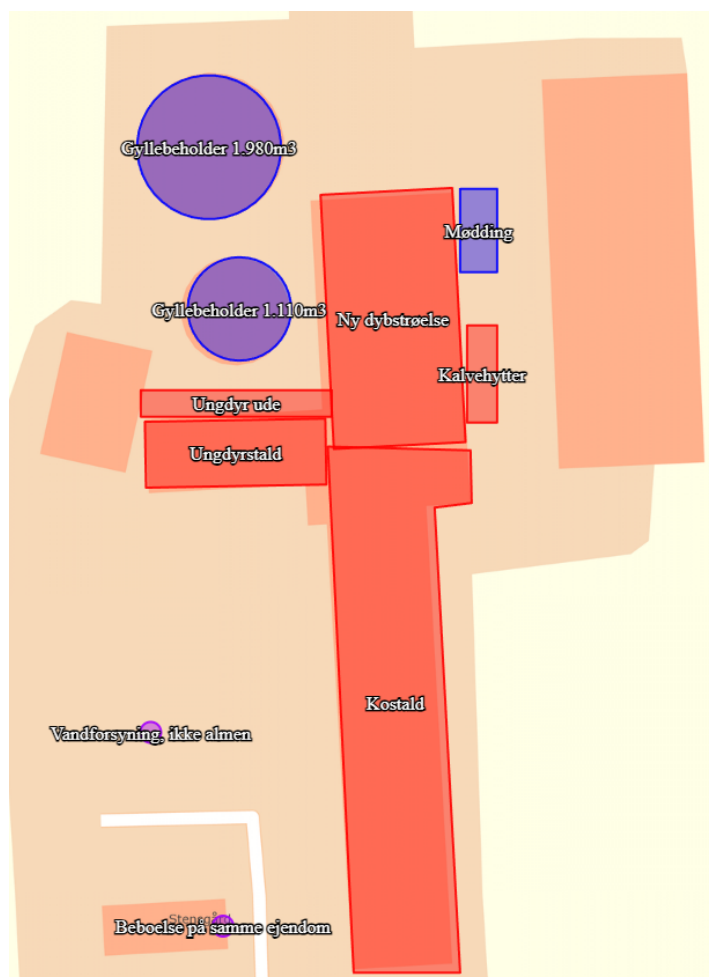 Gyllebeholder 1.980m3
Mødding
Gyllebeholder 1.110m3
Ny dybstrøelse
Kalvehytter
Ungdyr ude
Ungdyrstald
Kostald
Vandforsyning, ikke almen
Stensgård
Beboelse på samme ejendom